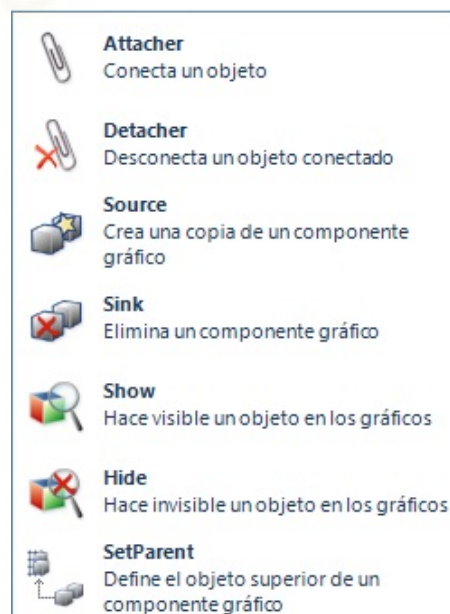 Attacher
Conecta un objeto
Detacher
Desconecta un objeto conectado
Source
Crea una copia de un componente
gráfico
Sink
Elimina un componente gráfico
Show
Hace visible un objeto en los gráficos
Hide
Hace invisible un objeto en los gráficos
SetParent
Define el objeto superior de un
componente gráfico